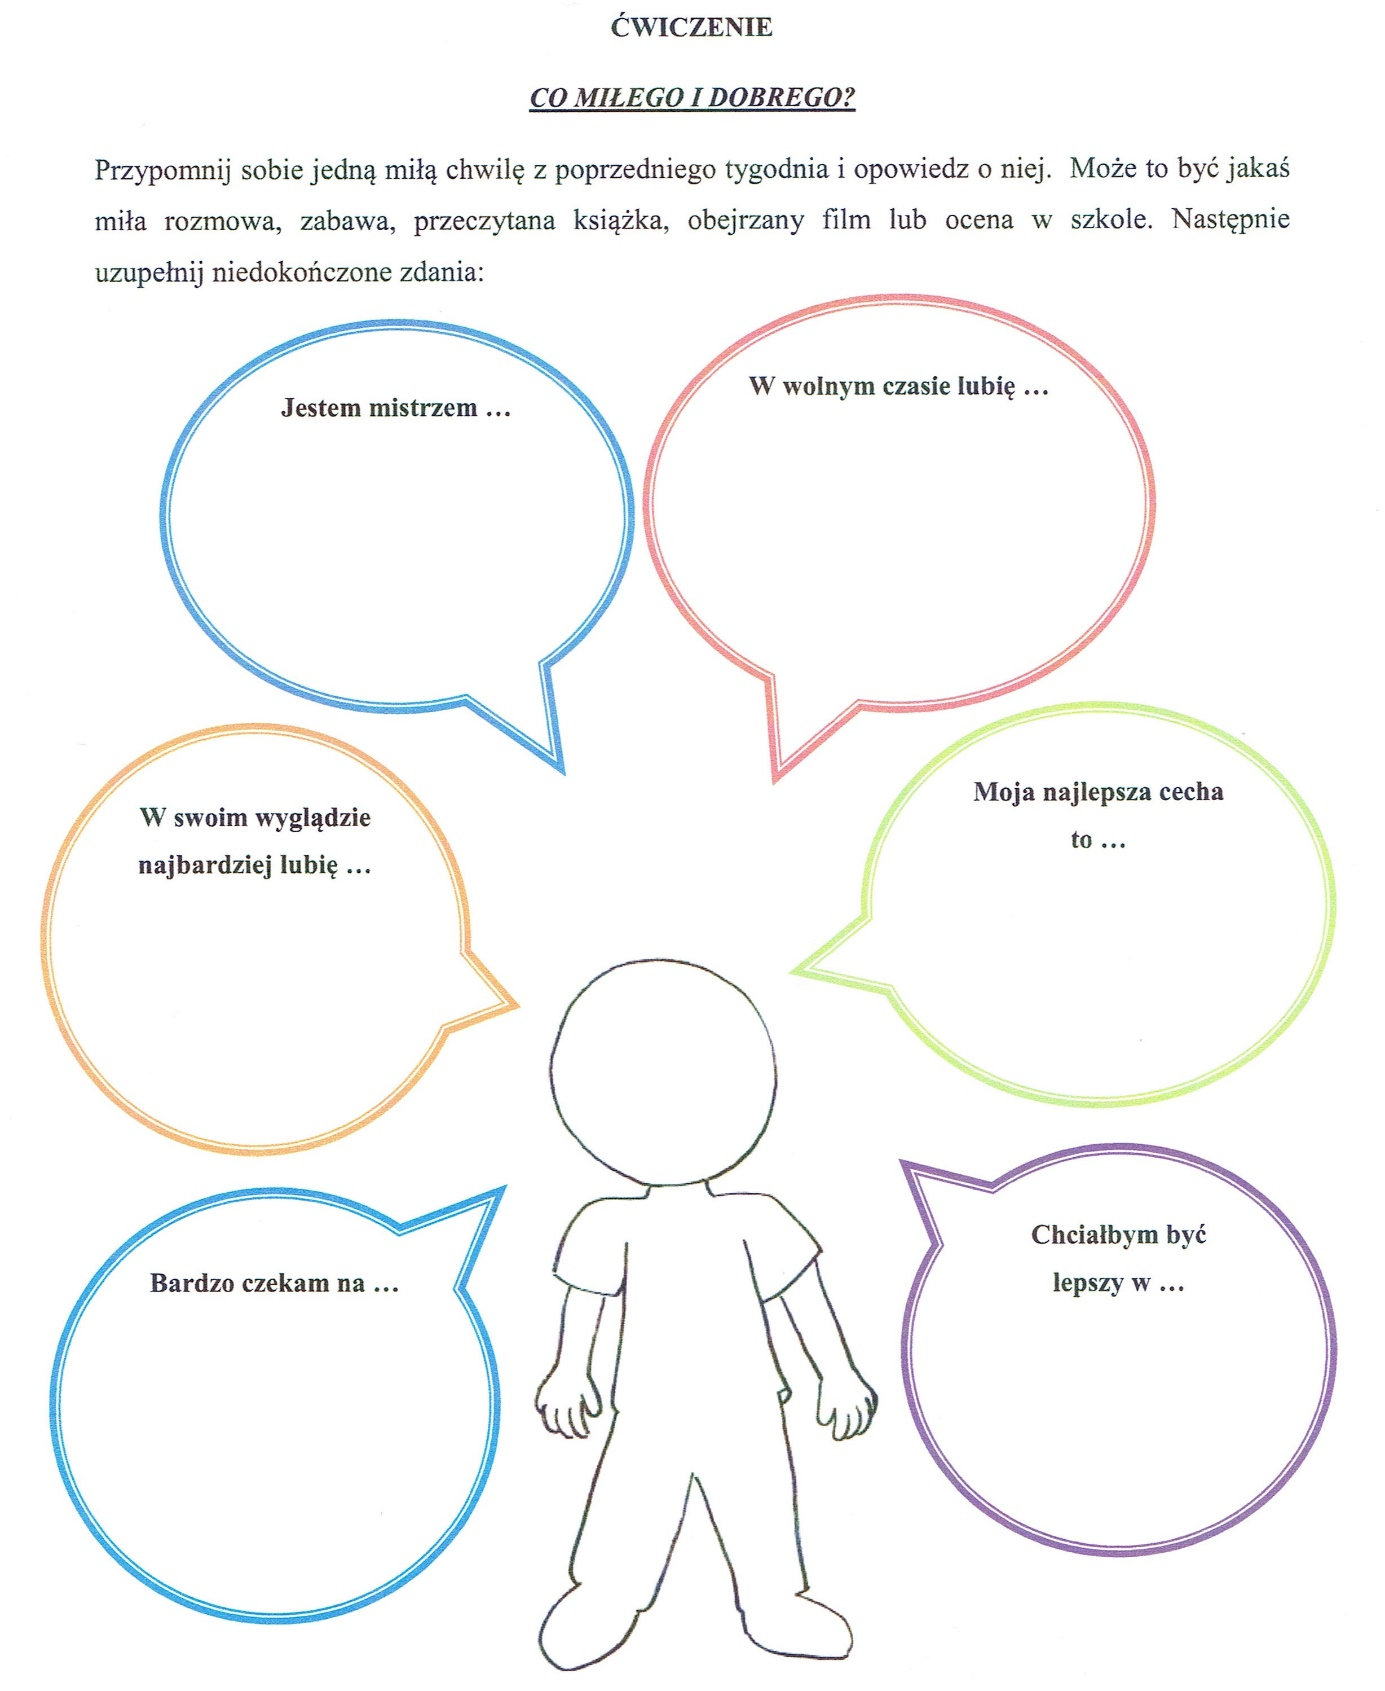 ĆWICZENIE
CO MIŁEGO I DOBREGO?
Przypomnij sobie jedną miłą chwilę z poprzedniego tygodnia i opowiedz o niej. Może to być jakaś
miła rozmowa, zabawa, przeczytana książka, obejrzany film lub ocena w szkole. Następnie
uzupełnij niedokończone zdania:
Jestem mistrzem ...
W wolnym czasie lubię ...
W swoim wyglądzie
najbardziej lubię ...
Moja najlepsza cecha
to ...
Bardzo czekam na ...
Chciałbym być
lepszy w ...